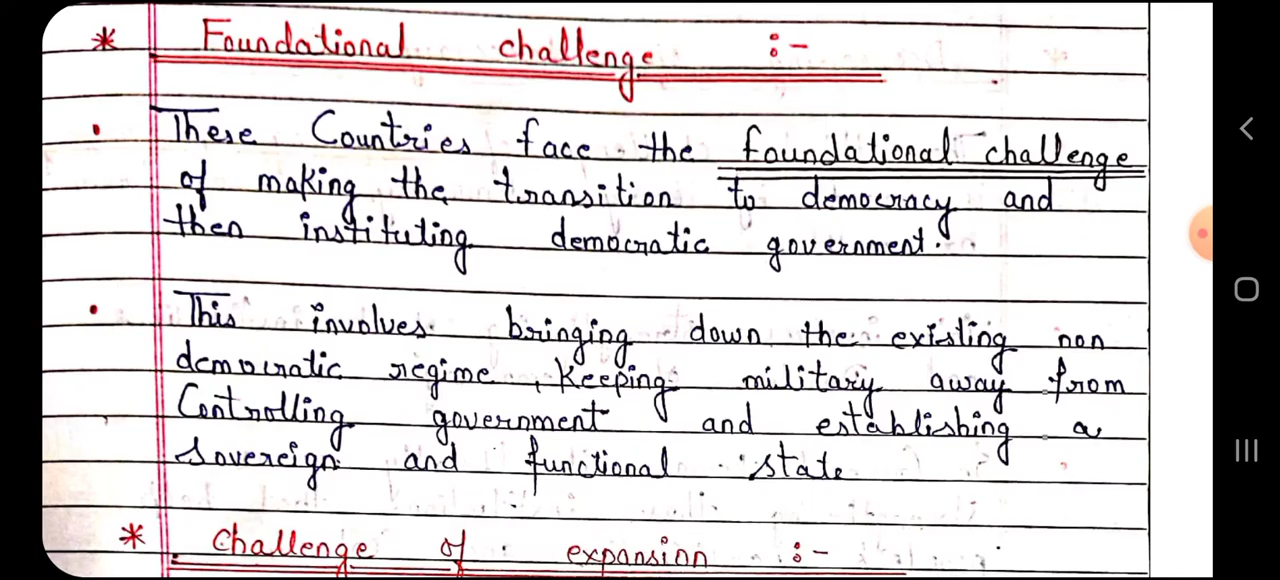 * Foundational challenge :-
• These Countries face the foundational challenge
of making the transition to democracy and
then instituting democratic government.
• This involves bringing down the existing non
democratic regime, keeping military away from
Controlling government and establishing a
sovereign and functional state
* challenge of expansion :-